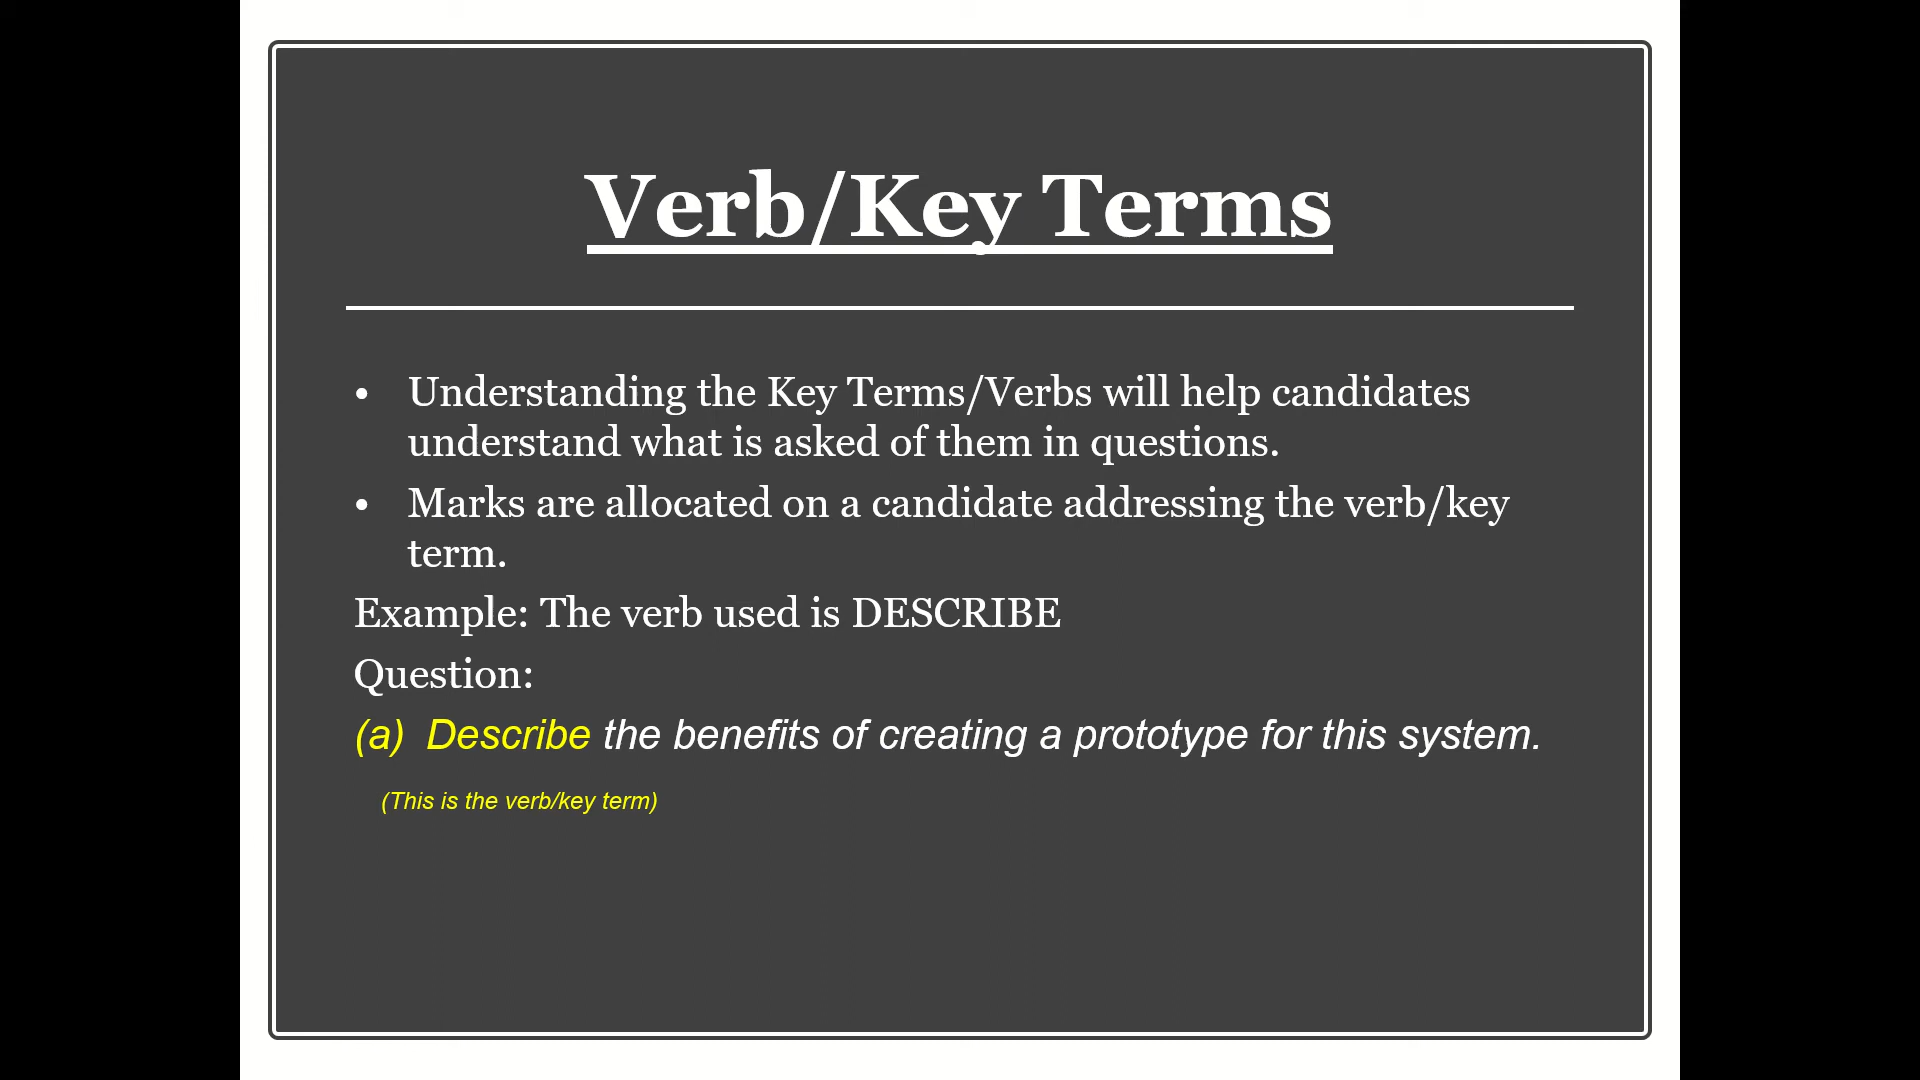 Verb/Key Terms
• Understanding the Key Terms/Verbs will help candidates
understand what is asked of them in questions.
• Marks are allocated on a candidate addressing the verb/key
term.
Example: The verb used is DESCRIBE
Question:
(a) Describe the benefits of creating a prototype for this system.
(This is the verb/key term)